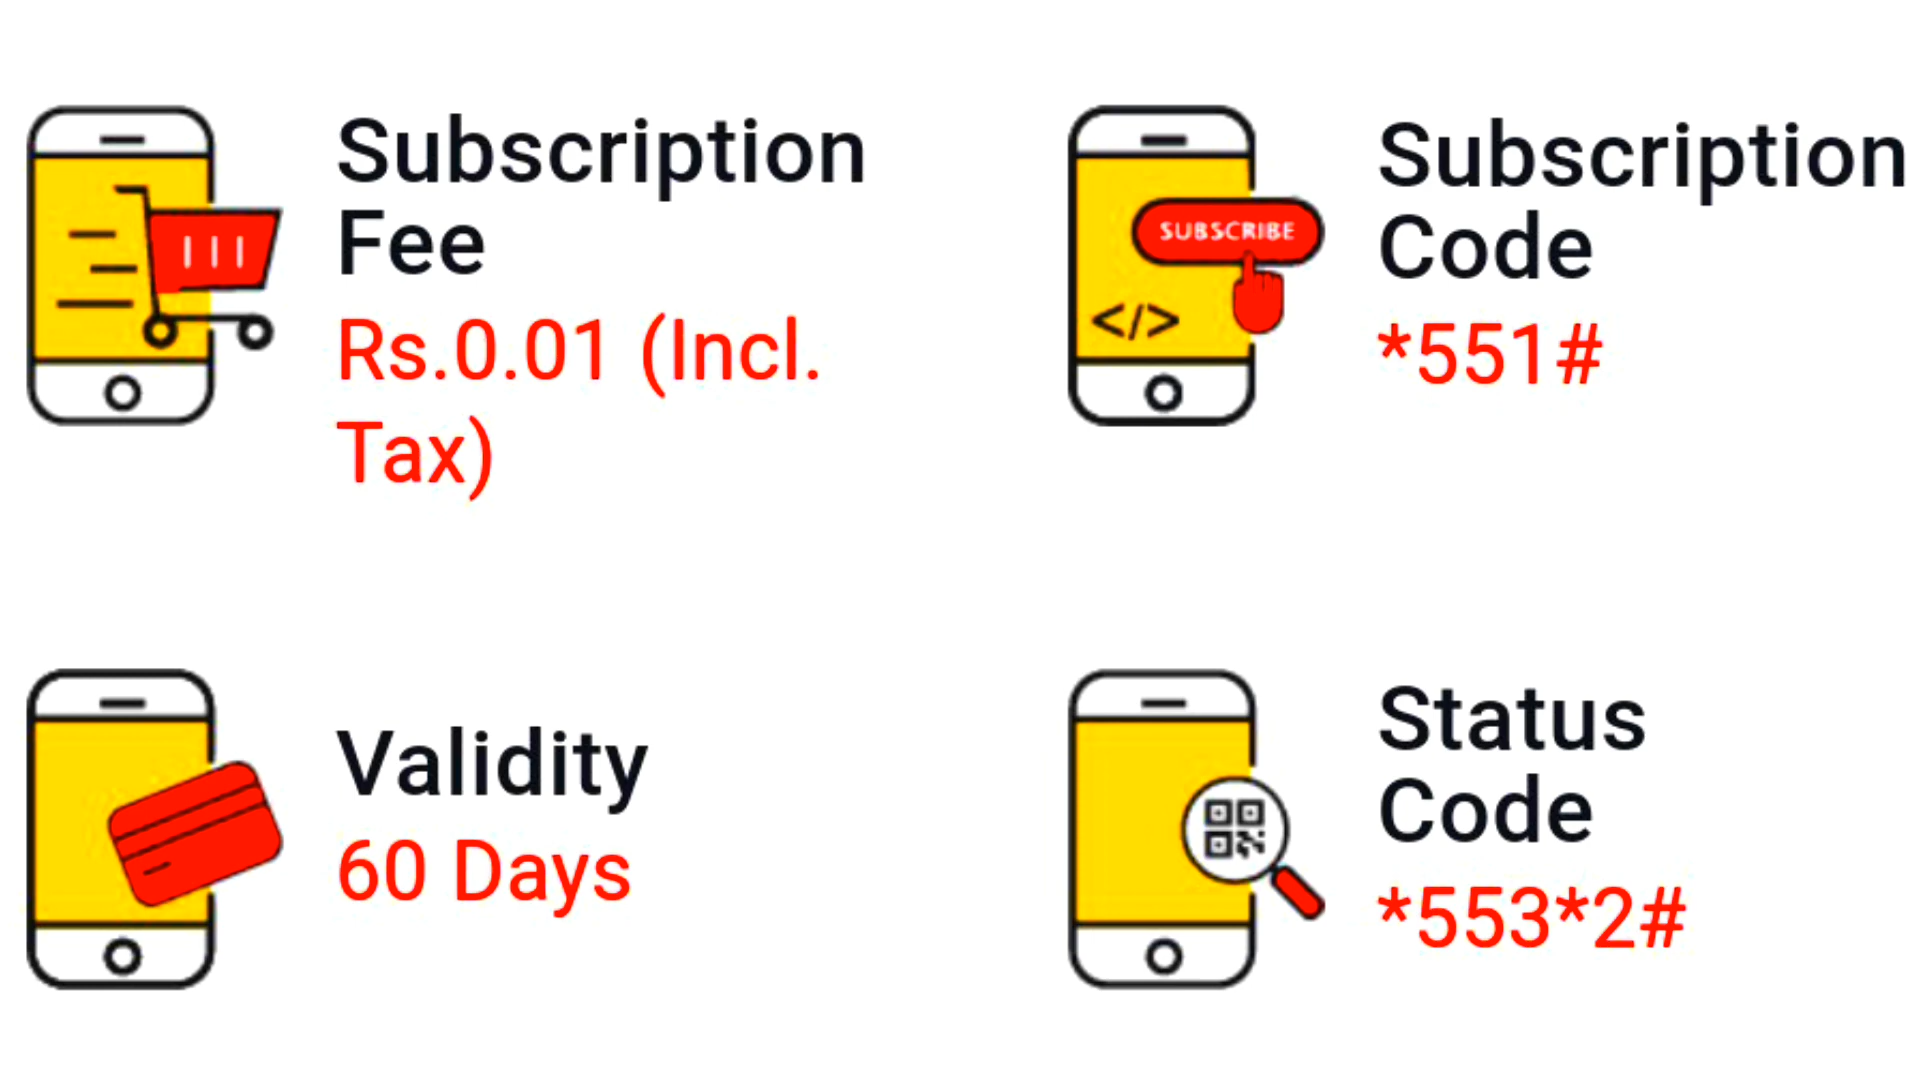 Subscription
Fee
Rs.0.01 (Incl.
Tax)
SUBSCRIBE
</>
Subscription
Code
*551#
Validity
60 Days
Status
Code
*553*2#